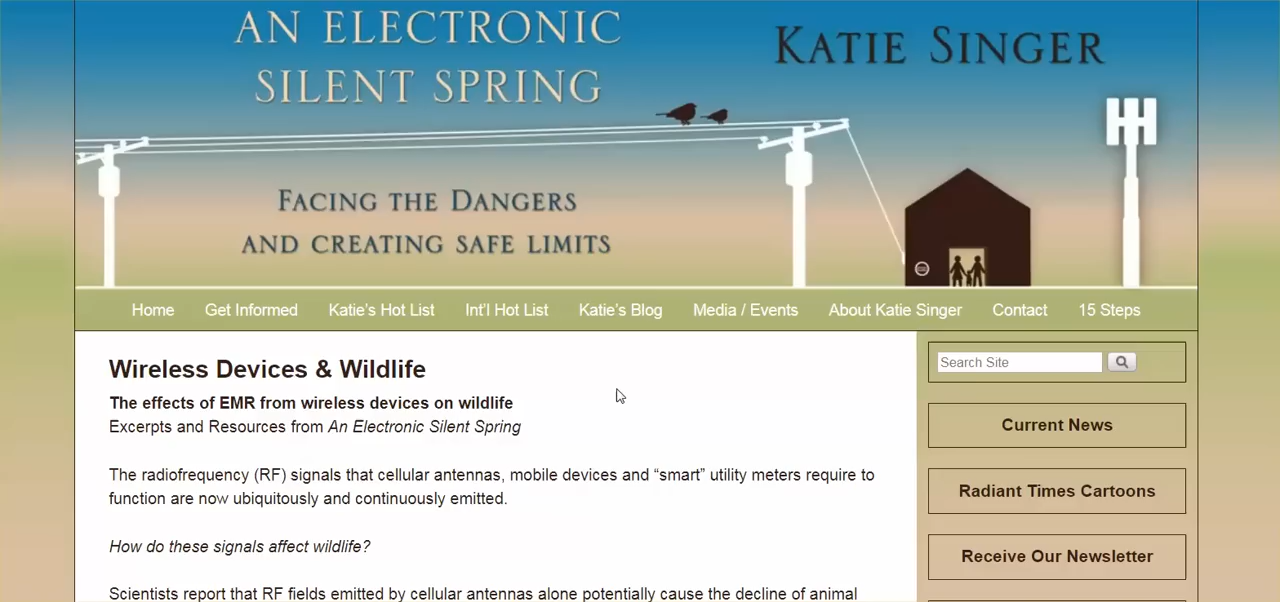 AN ELECTRONIC
SILENT SPRING
KATIE SINGER
FACING THE DANGERS
AND CREATING SAFE LIMITS
Home Get Informed Katie's Hot List Int'l Hot List Katie's Blog Media / Events About Katie Singer Contact 15 Steps
Wireless Devices & Wildlife
The effects of EMR from wireless devices on wildlife
Excerpts and Resources from An Electronic Silent Spring
The radiofrequency (RF) signals that cellular antennas, mobile devices and “smart” utility meters require to
function are now ubiquitously and continuously emitted.
How do these signals affect wildlife?
Scientists report that RF fields emitted by cellular antennas alone potentially cause the decline of animal
Search Site
Current News
Radiant Times Cartoons
Receive Our Newsletter